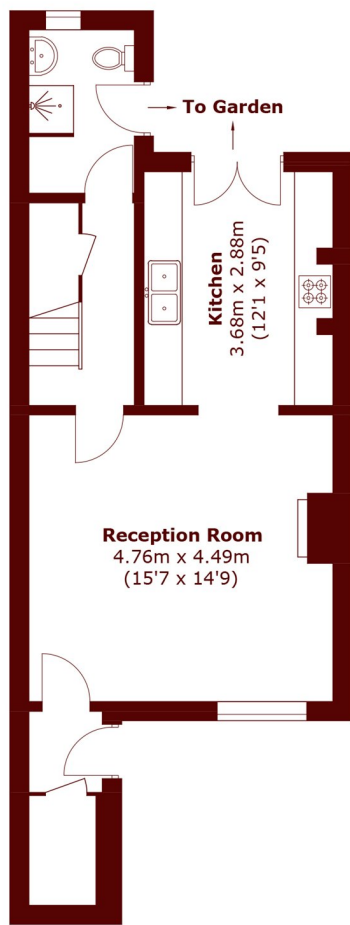 To Garden
Kitchen
3.68m x 2.88m
(12'1 x 9'5)
Reception Room
4.76m x 4.49m
(15'7 x 14'9)